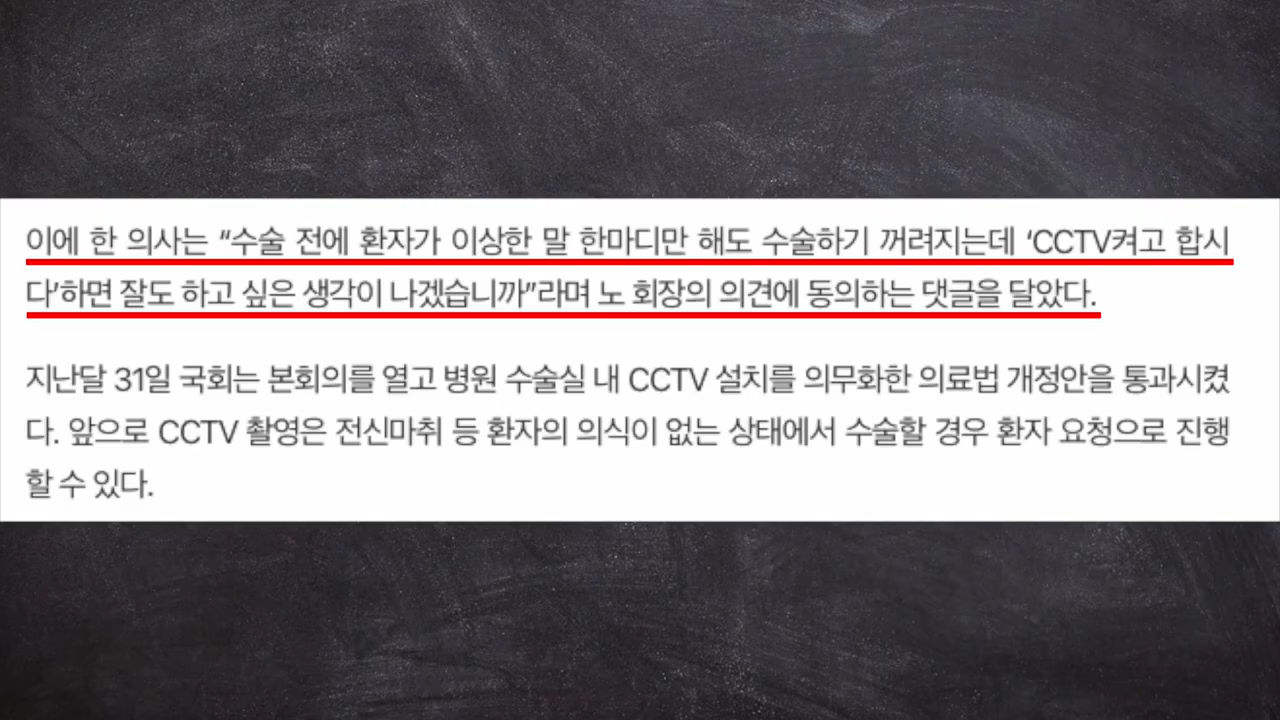 이에 한 의사는 “수술 전에 환자가 이상한 말 한마디만 해도 수술하기 꺼려지는데 ‘CCTV켜고 합시
다’하면 잘도 하고 싶은 생각이 나겠습니까”라며 노 회장의 의견에 동의하는 댓글을 달았다.
지난달 31일 국회는 본회의를 열고 병원 수술실 내 CCTV 설치를 의무화한 의료법 개정안을 통과시켰
다. 앞으로 CCTV 촬영은 전신마취 등 환자의 의식이 없는 상태에서 수술할 경우 환자 요청으로 진행
할 수 있다.